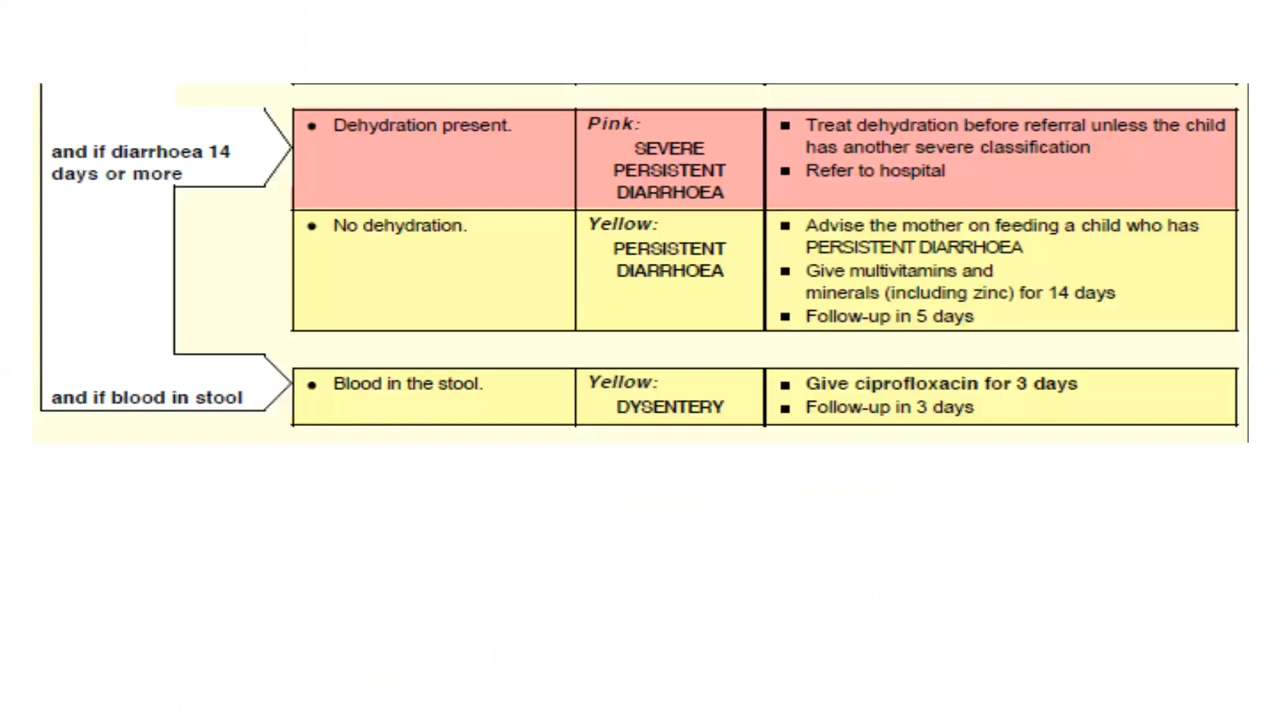 and if diarrhoea 14
days or more
• Dehydration present.
Pink:
SEVERE
PERSISTENT
DIARRHOEA
■ Treat dehydration before referral unless the child
has another severe classification
■ Refer to hospital
• No dehydration.
Yellow:
PERSISTENT
DIARRHOEA
■ Advise the mother on feeding a child who has
PERSISTENT DIARRHOEA
■ Give multivitamins and
minerals (including zinc) for 14 days
■ Follow-up in 5 days
and if blood in stool
• Blood in the stool.
Yellow:
DYSENTERY
■ Give ciprofloxacin for 3 days
■ Follow-up in 3 days